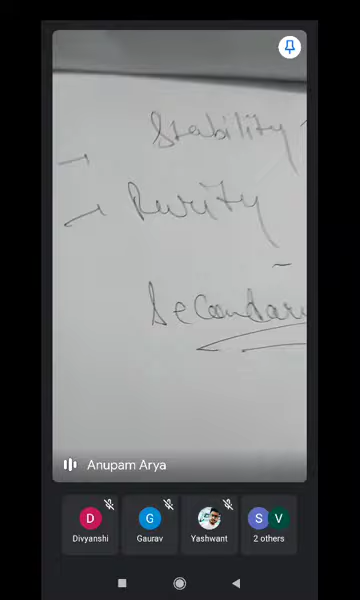 Stability
Purity
Secondar
Anupam Arya
D
G
S V
Divyanshi
Gaurav
Yashwant
2 others